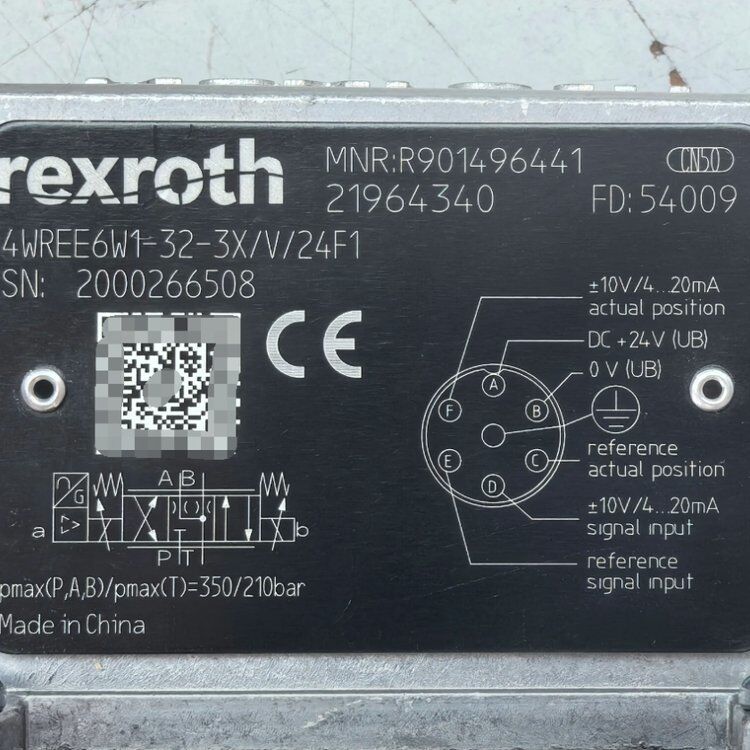 rexroth
MNR:R901496441
CN50
21964340
FD:54009
4WREE6W1-32-3X/V/24F1
SN: 2000266508
CE
±10V/4...20mA
actual position
DC +24V (UB)
0 V (UB)
A
F
B
E
C
D
reference
actual position
±10V/4...20mA
signal input
reference
signal input
G
A B
a
b
T
P T
pmax(P,A,B)/pmax(T)=350/210bar
Made in China